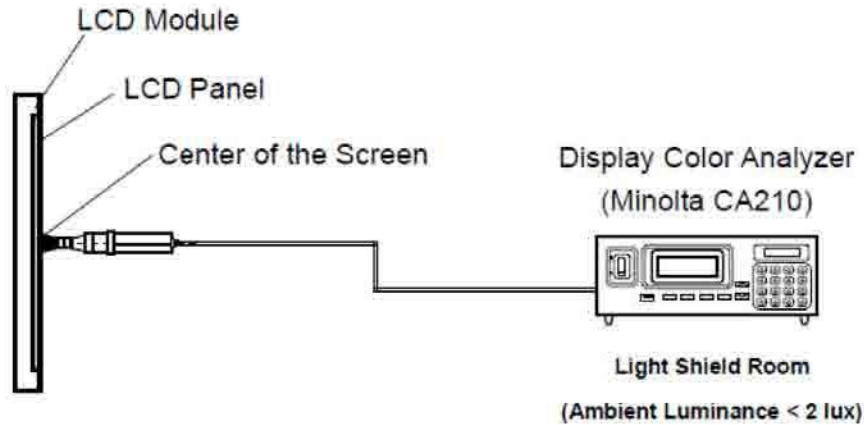 LCD Module
LCD Panel
Center of the Screen
Display Color Analyzer
(Minolta CA210)
Light Shield Room
(Ambient Luminance < 2 lux)